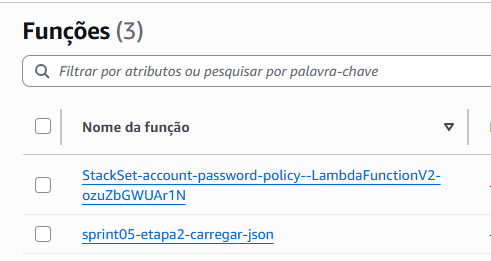 Funções (3)
Filtrar por atributos ou pesquisar por palavra-chave
Nome da função
StackSet-account-password-policy--LambdaFunctionV2-
ozuZbGWUAr1N
sprint05-etapa2-carregar-json